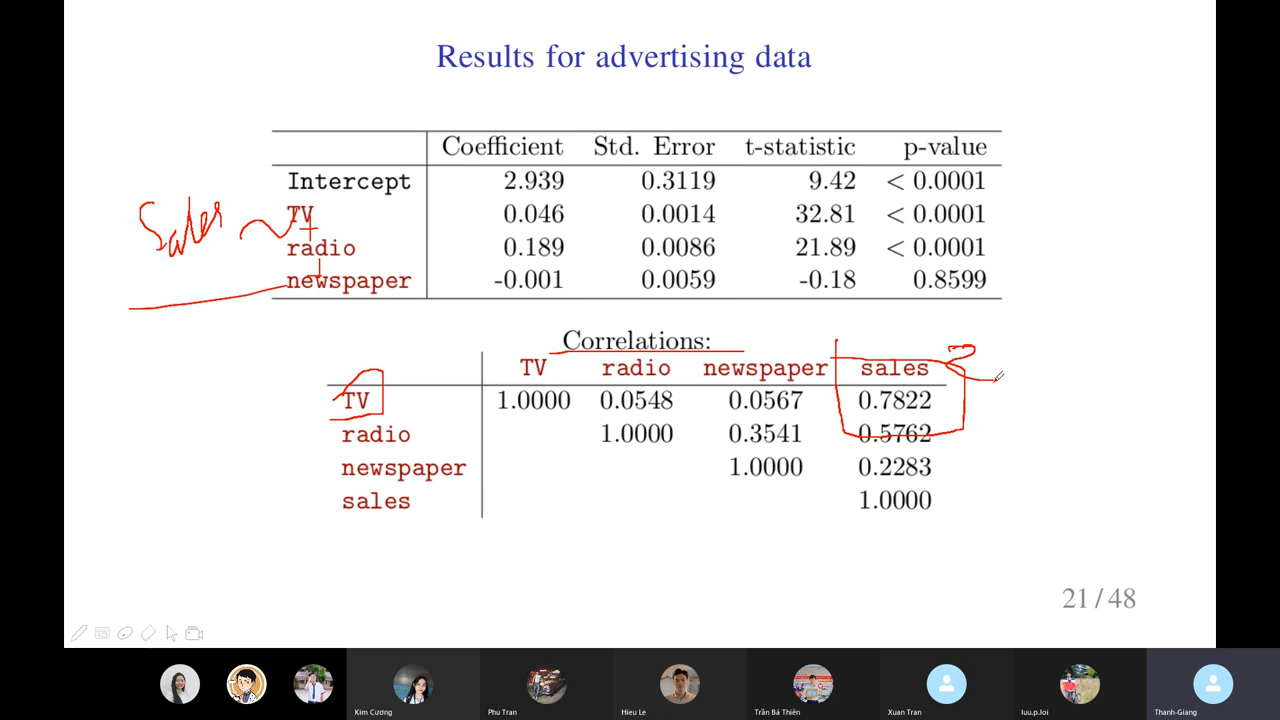 Results for advertising data
Coefficient Std. Error t-statistic p-value
Intercept 2.939 0.3119 9.42 < 0.0001
TV 0.046 0.0014 32.81 < 0.0001
Sales ~
radio 0.189 0.0086 21.89 < 0.0001
newspaper -0.001 0.0059 -0.18 0.8599
Correlations:
TV radio newspaper sales
TV 1.0000 0.0548 0.0567 0.7822
radio 1.0000 0.3541 0.5762
newspaper 1.0000 0.2283
sales 1.0000
21 / 48
Kim Cương Phu Tran Hieu Le Trần Bá Thiên Xuan Tran luu.p.loi Thanh-Giang